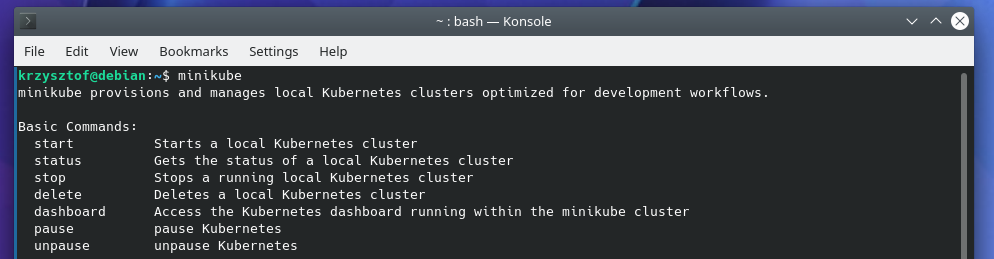 ~ : bash — Konsole
File Edit View Bookmarks Settings Help
krzysztof@debian:~$ minikube
minikube provisions and manages local Kubernetes clusters optimized for development workflows.
Basic Commands:
start Starts a local Kubernetes cluster
status Gets the status of a local Kubernetes cluster
stop Stops a running local Kubernetes cluster
delete Deletes a local Kubernetes cluster
dashboard Access the Kubernetes dashboard running within the minikube cluster
pause pause Kubernetes
unpause unpause Kubernetes